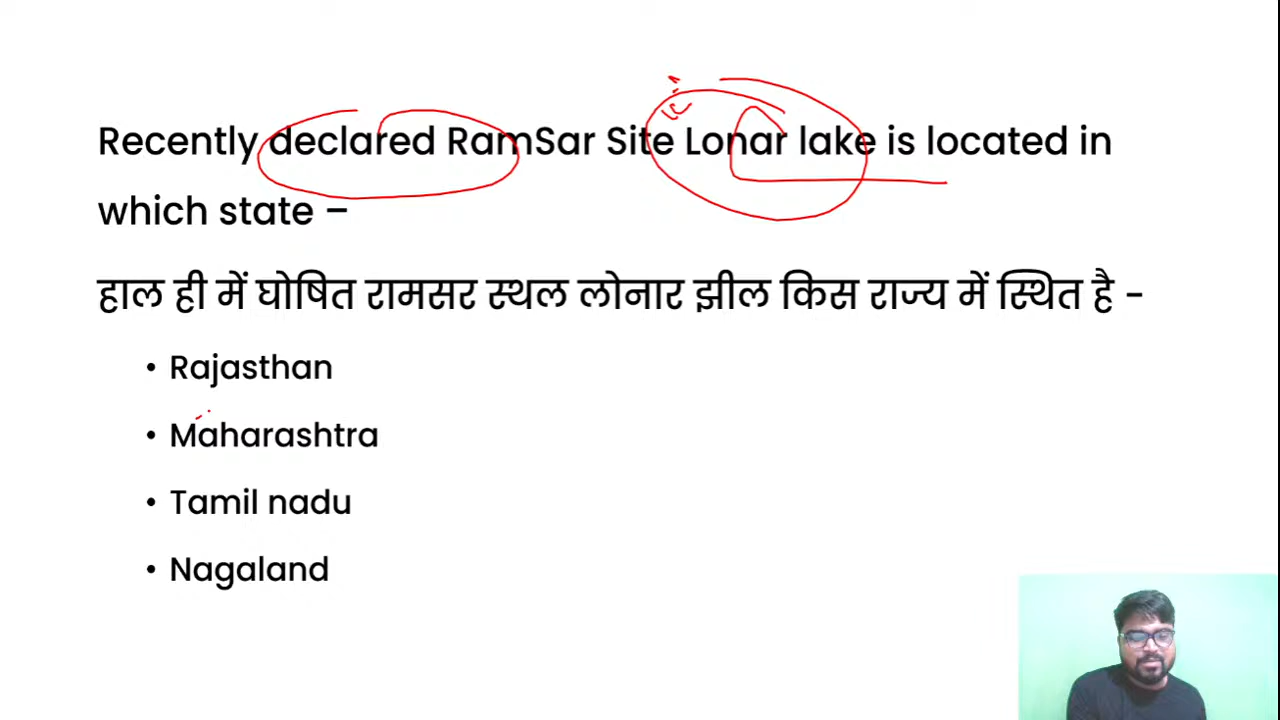 Recently declared RamSar Site Lonar lake is located in
which state –
हाल ही में घोषित रामसर स्थल लोनार झील किस राज्य में स्थित है -
• Rajasthan
• Maharashtra
• Tamil nadu
• Nagaland